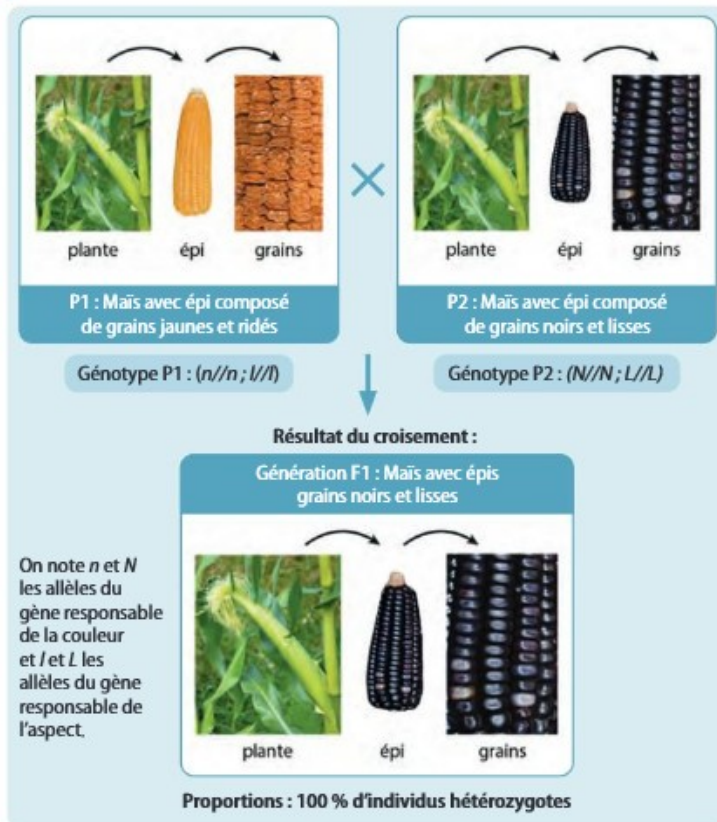 plante épi grains
P1 : Maïs avec épi composé
de grains jaunes et ridés
Génotype P1 : (n//n ; l//l)
×
plante épi grains
P2 : Maïs avec épi composé
de grains noirs et lisses
Génotype P2 : (N//N ; L//L)
Résultat du croisement :
Génération F1 : Maïs avec épis
grains noirs et lisses
On note n et N
les allèles du
gène responsable
de la couleur
et l et L les
allèles du gène
responsable de
l'aspect.
plante épi grains
Proportions : 100 % d'individus hétérozygotes